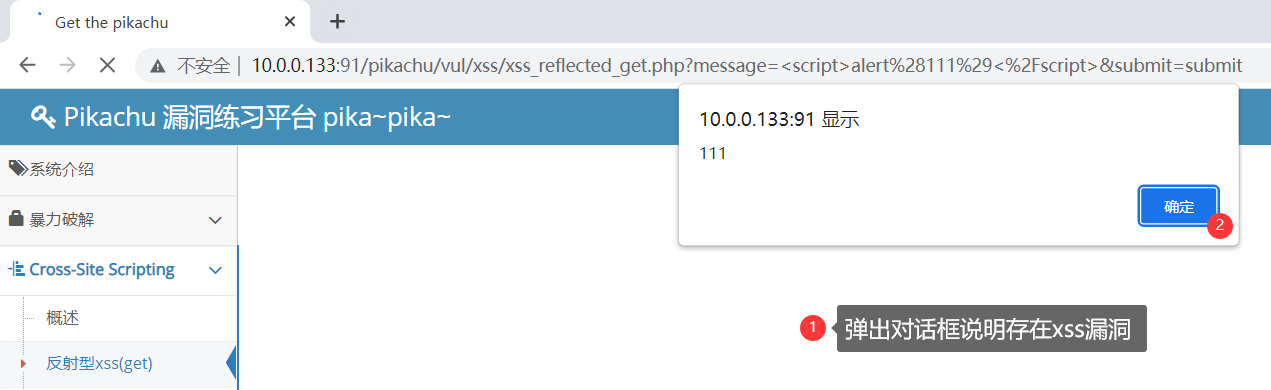 Get the pikachu
不安全 | 10.0.0.133:91/pikachu/vul/xss/xss_reflected_get.php?message=<script>alert%28111%29<%2Fscript>&submit=submit
Pikachu 漏洞练习平台 pika~pika~
10.0.0.133:91 显示
111
确定
2
系统介绍
暴力破解
Cross-Site Scripting
概述
反射型xss(get)
1 弹出对话框说明存在xss漏洞